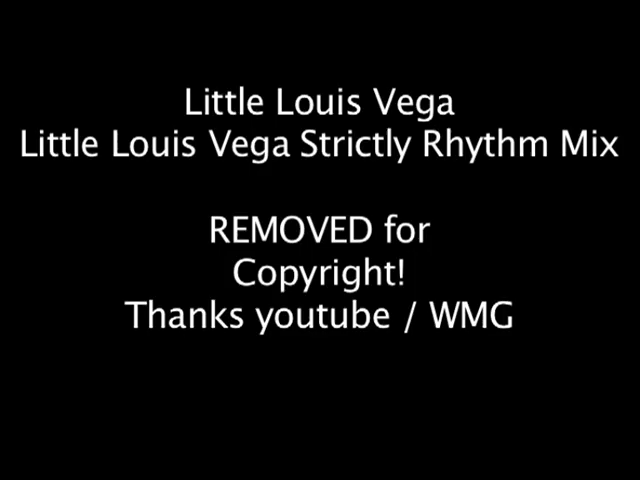 Little Louis Vega
Little Louis Vega Strictly Rhythm Mix
REMOVED for
Copyright!
Thanks youtube / WMG